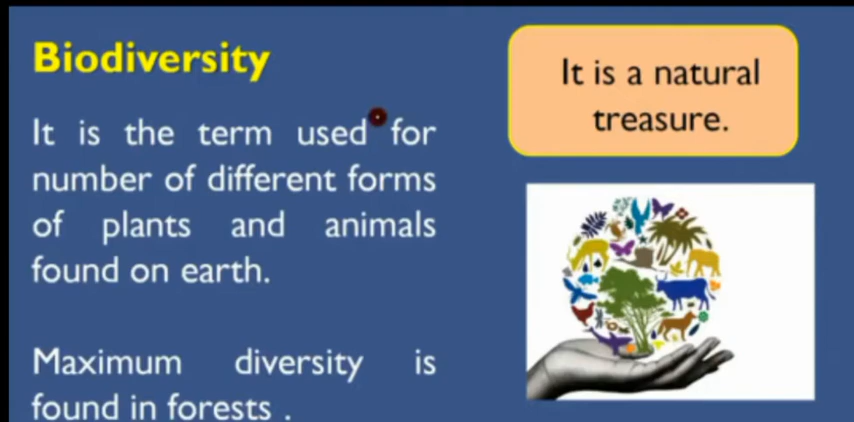 Biodiversity
It is the term used for
number of different forms
of plants and animals
found on earth.
Maximum diversity is
found in forests .
It is a natural
treasure.